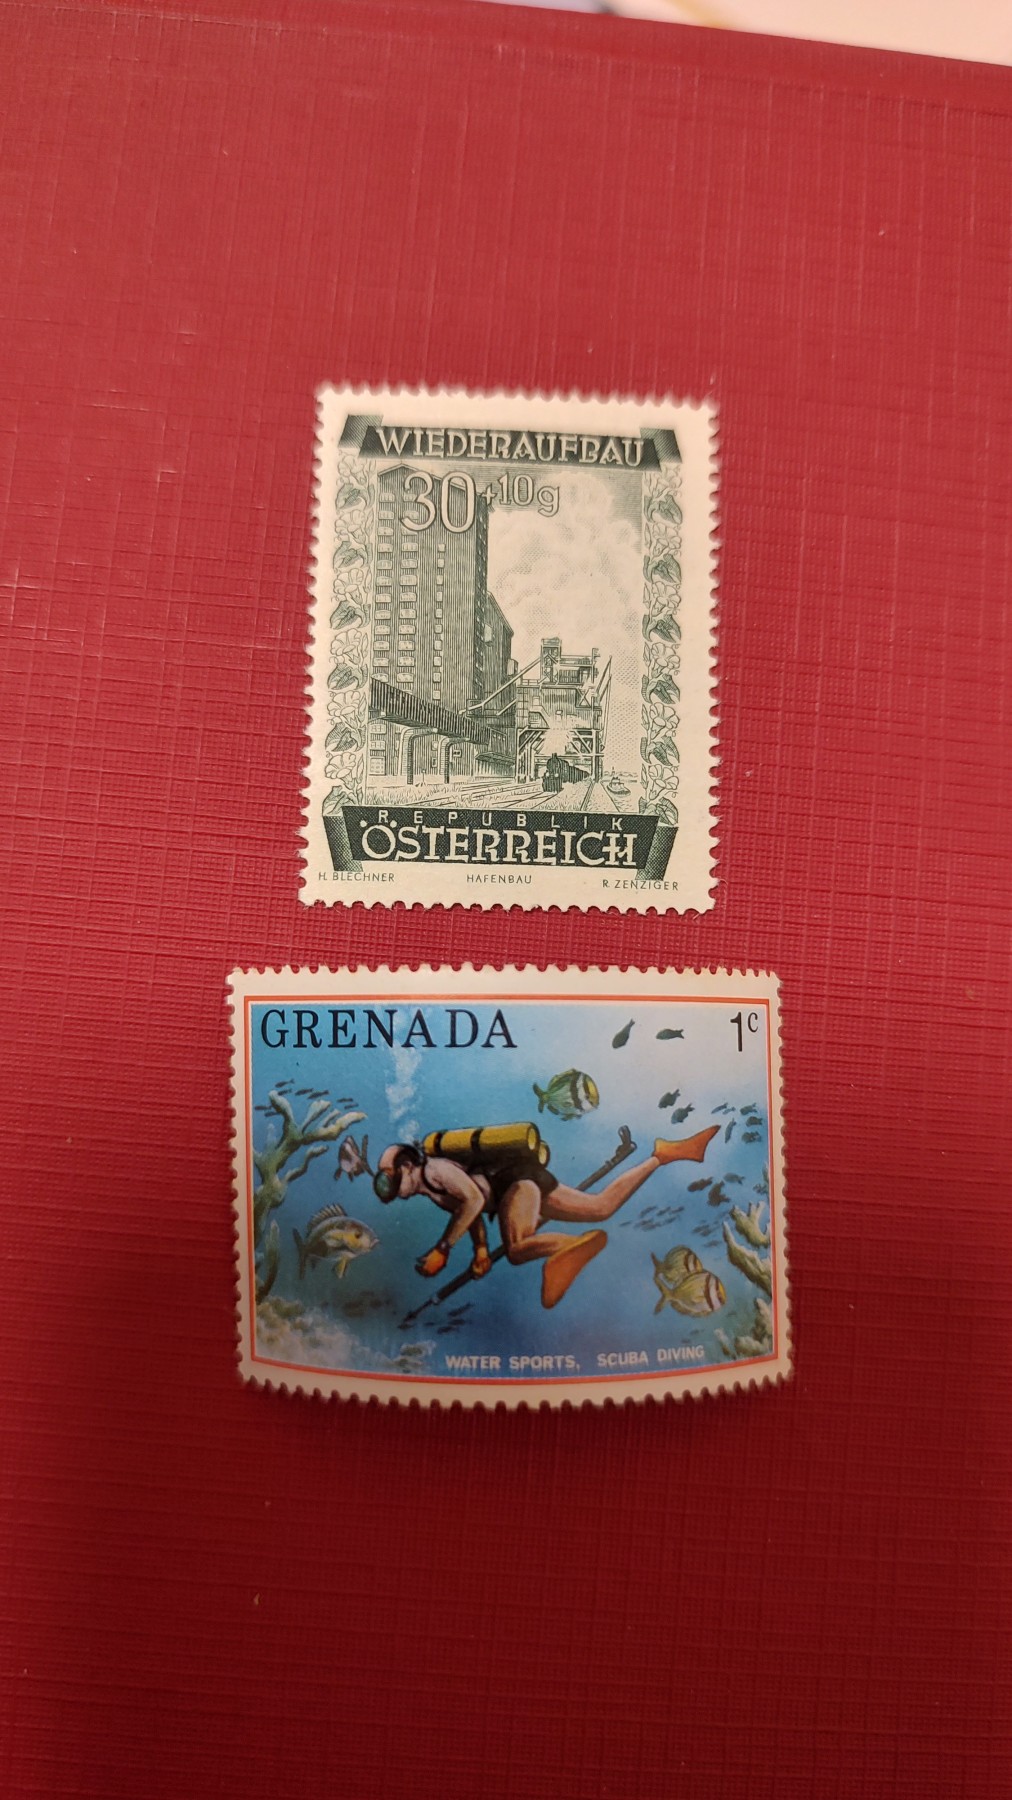 WIEDERAUFBAU
30+10g
REPUBLIK
ÖSTERREICH
H. BLECHNER HAFENBAU R. ZENZIGER
GRENADA 1c
WATER SPORTS, SCUBA DIVING